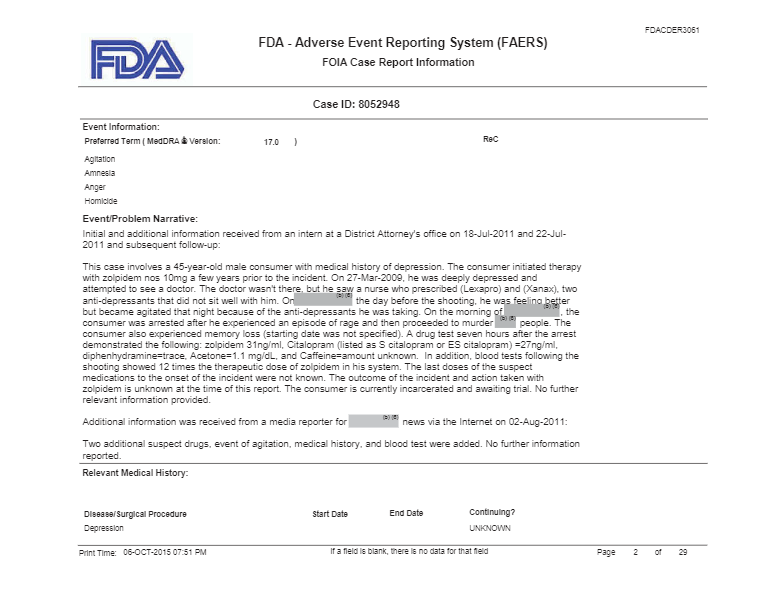 FDACDER3061
FDA
FDA - Adverse Event Reporting System (FAERS)
FOIA Case Report Information
Case ID: 8052948
Event Information:
Preferred Term ( MedDRA Version: 17.0 ) ReC
Agitation
Amnesia
Anger
Homicide
Event/Problem Narrative:
Initial and additional information received from an intern at a District Attorney's office on 18-Jul-2011 and 22-Jul-
2011 and subsequent follow-up:
This case involves a 45-year-old male consumer with medical history of depression. The consumer initiated therapy
with zolpidem nos 10mg a few years prior to the incident. On 27-Mar-2009, he was deeply depressed and
attempted to see a doctor. The doctor wasn't there, but he saw a nurse who prescribed (Lexapro) and (Xanax), two
anti-depressants that did not sit well with him. On (b) (6) the day before the shooting, he was feeling better
but became agitated that night because of the anti-depressants he was taking. On the morning of (b) (6), the
consumer was arrested after he experienced an episode of rage and then proceeded to murder (b) (6) people. The
consumer also experienced memory loss (starting date was not specified). A drug test seven hours after the arrest
demonstrated the following: zolpidem 31ng/ml, Citalopram (listed as S citalopram or ES citalopram) =27ng/ml,
diphenhydramine=trace, Acetone=1.1 mg/dL, and Caffeine=amount unknown. In addition, blood tests following the
shooting showed 12 times the therapeutic dose of zolpidem in his system. The last doses of the suspect
medications to the onset of the incident were not known. The outcome of the incident and action taken with
zolpidem is unknown at the time of this report. The consumer is currently incarcerated and awaiting trial. No further
relevant information provided.
Additional information was received from a media reporter for (b) (6) news via the Internet on 02-Aug-2011:
Two additional suspect drugs, event of agitation, medical history, and blood test were added. No further information
reported.
Relevant Medical History:
Disease/Surgical Procedure Start Date End Date Continuing?
Depression UNKNOWN
Print Time: 06-OCT-2015 07:51 PM If a field is blank, there is no data for that field Page 2 of 29